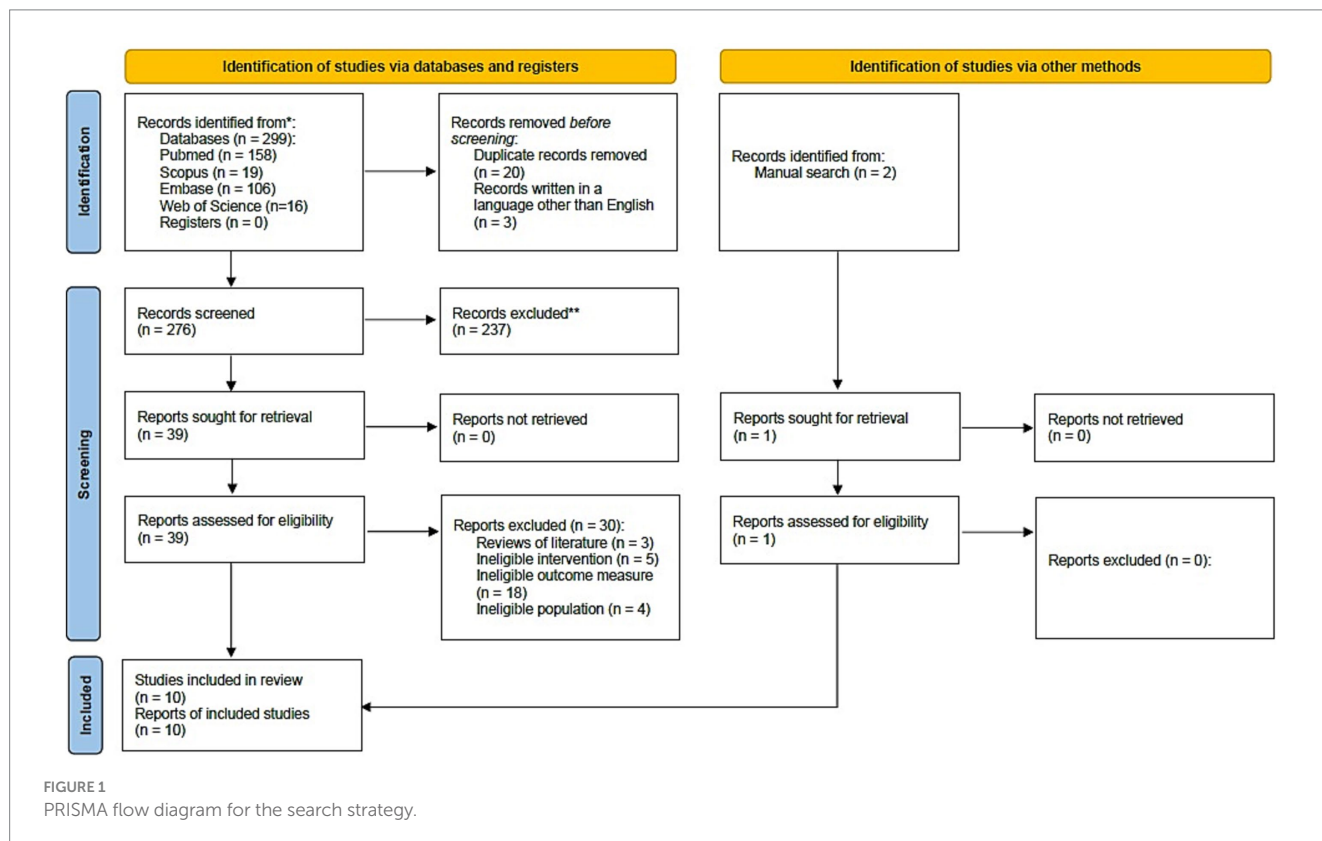 Identification of studies via databases and registers
Identification of studies via other methods
Identification
Records identified from*:
Databases (n = 299):
Pubmed (n = 158)
Scopus (n = 19)
Embase (n = 106)
Web of Science (n=16)
Registers (n = 0)
Records removed before
screening:
Duplicate records removed
(n = 20)
Records written in a
language other than English
(n = 3)
Records identified from:
Manual search (n = 2)
Screening
Records screened
(n = 276)
Records excluded**
(n = 237)
Reports sought for retrieval
(n = 39)
Reports not retrieved
(n = 0)
Reports sought for retrieval
(n = 1)
Reports not retrieved
(n = 0)
Reports assessed for eligibility
(n = 39)
Reports excluded (n = 30):
Reviews of literature (n = 3)
Ineligible intervention (n = 5)
Ineligible outcome measure
(n = 18)
Ineligible population (n = 4)
Reports assessed for eligibility
(n = 1)
Reports excluded (n = 0):
Included
Studies included in review
(n = 10)
Reports of included studies
(n = 10)
FIGURE 1
PRISMA flow diagram for the search strategy.